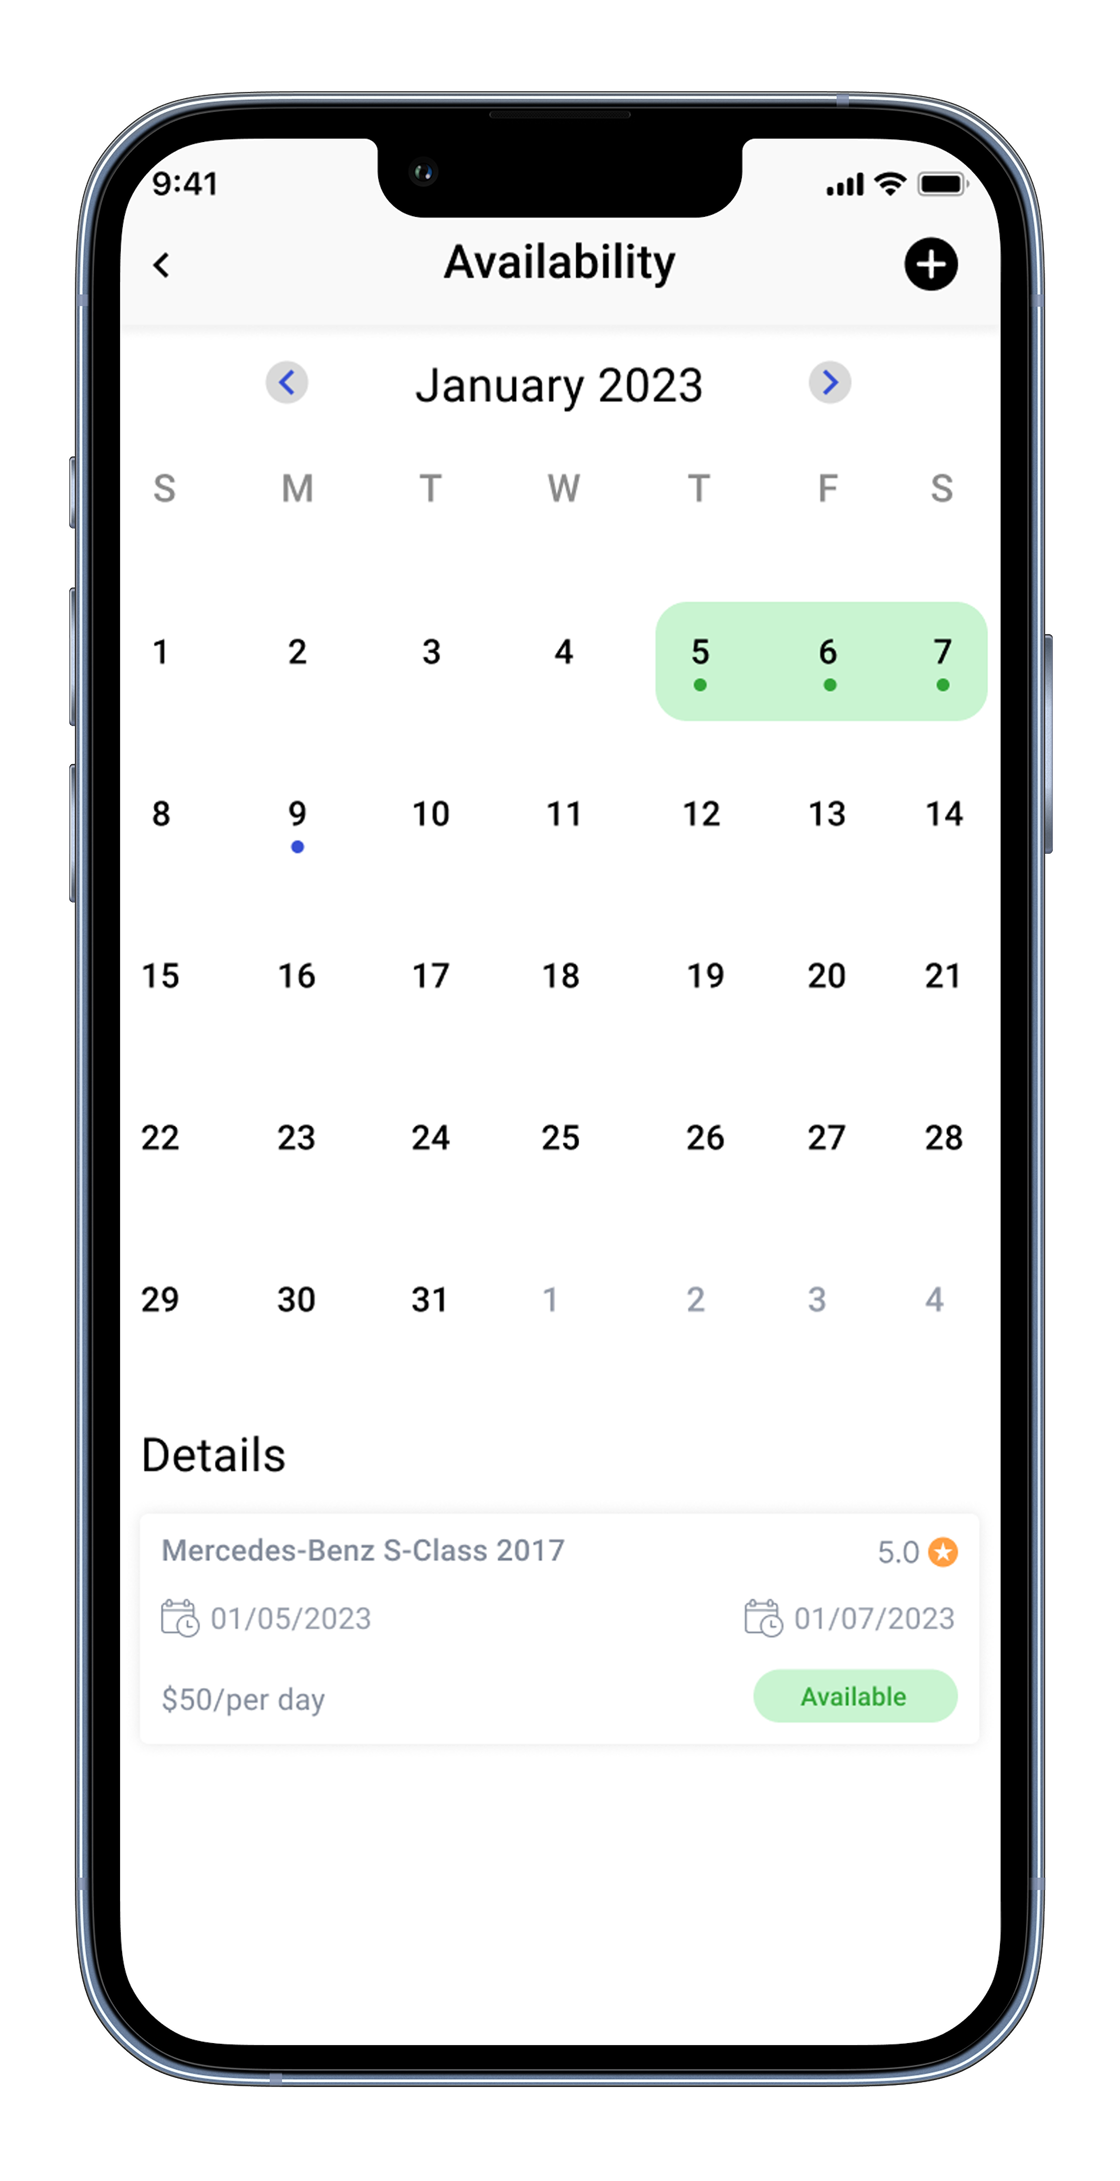 9:41
Availability
January 2023
S M T W T F S
1 2 3 4 5 6 7
8 9 10 11 12 13 14
15 16 17 18 19 20 21
22 23 24 25 26 27 28
29 30 31 1 2 3 4
Details
Mercedes-Benz S-Class 2017 5.0
01/05/2023 01/07/2023
$50/per day Available